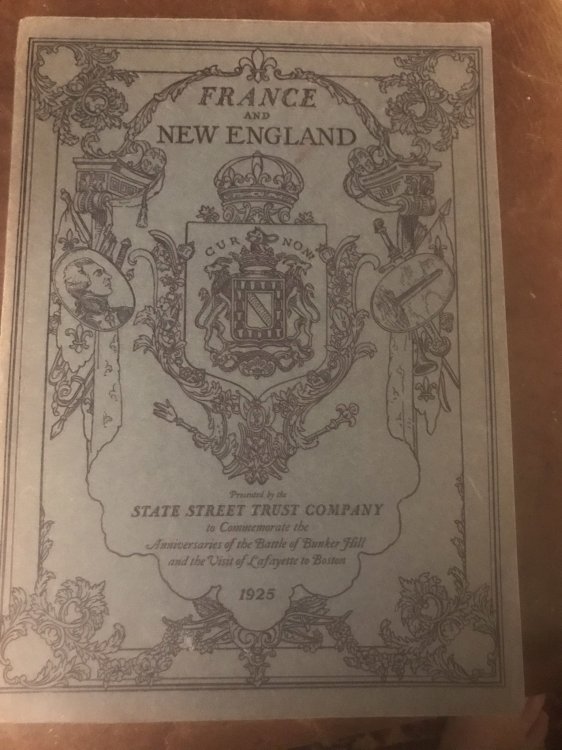 FRANCE
AND
NEW ENGLAND
CUR NON
Presented by the
STATE STREET TRUST COMPANY
to Commemorate the
Anniversaries of the Battle of Bunker Hill
and the Visit of Lafayette to Boston
1925